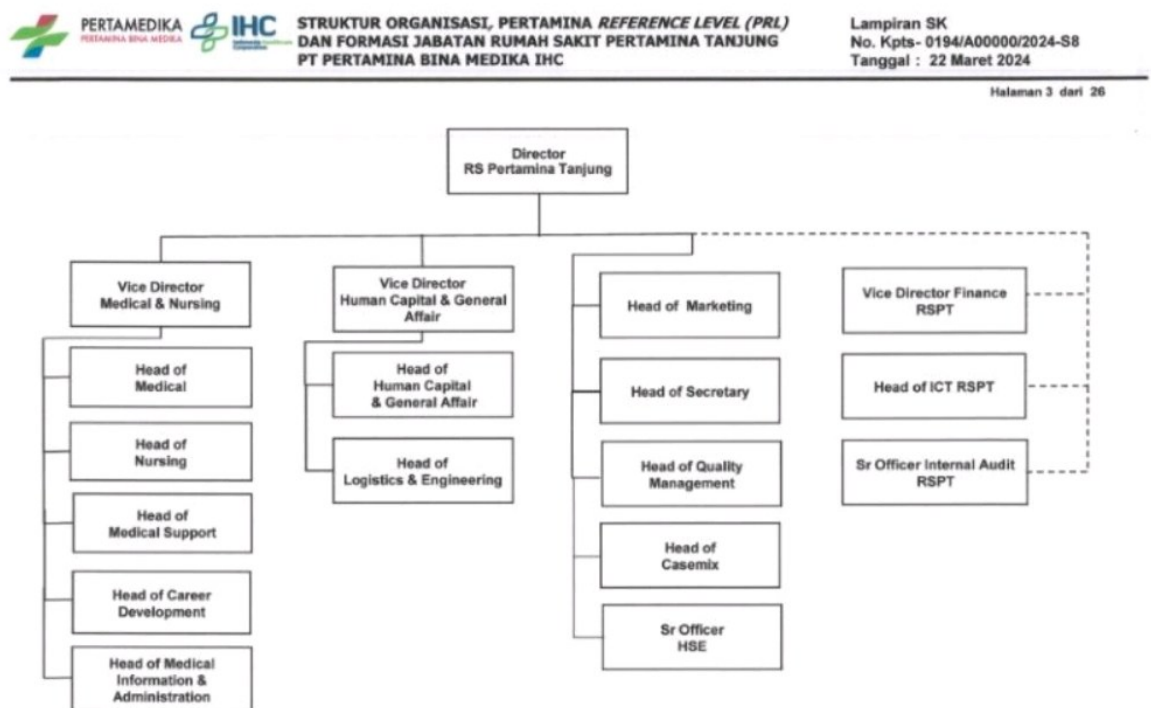 PERTAMEDIKA
PERTAMINA BINA MEDIKA
IHC
STRUKTUR ORGANISASI, PERTAMINA REFERENCE LEVEL (PRL)
DAN FORMASI JABATAN RUMAH SAKIT PERTAMINA TANJUNG
PT PERTAMINA BINA MEDIKA IHC
Lampiran SK
No. Kpts- 0194/A00000/2024-S8
Tanggal : 22 Maret 2024
Halaman 3 dari 26
Director
RS Pertamina Tanjung
Vice Director
Medical & Nursing
Head of
Medical
Head of
Nursing
Head of
Medical Support
Head of Career
Development
Head of Medical
Information &
Administration
Vice Director
Human Capital & General
Affair
Head of
Human Capital
& General Affair
Head of
Logistics & Engineering
Head of Marketing
Head of Secretary
Head of Quality
Management
Head of
Casemix
Sr Officer
HSE
Vice Director Finance
RSPT
Head of ICT RSPT
Sr Officer Internal Audit
RSPT